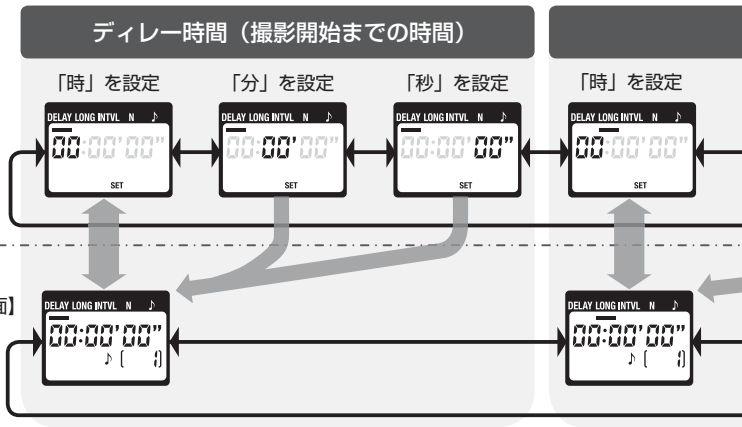 ディレー時間（撮影開始までの時間）
「時」を設定 「分」を設定 「秒」を設定 「時」を設定
DELAY LONG INTVL N ♪ DELAY LONG INTVL N ♪ DELAY LONG INTVL N ♪ DELAY LONG INTVL N ♪
00:00'00" 00:00'00" 00:00'00" 00:00'00"
SET SET SET SET
面】
DELAY LONG INTVL N ♪ DELAY LONG INTVL N ♪
00:00'00" 00:00'00"
♪ [ 1] ♪ [ 1]